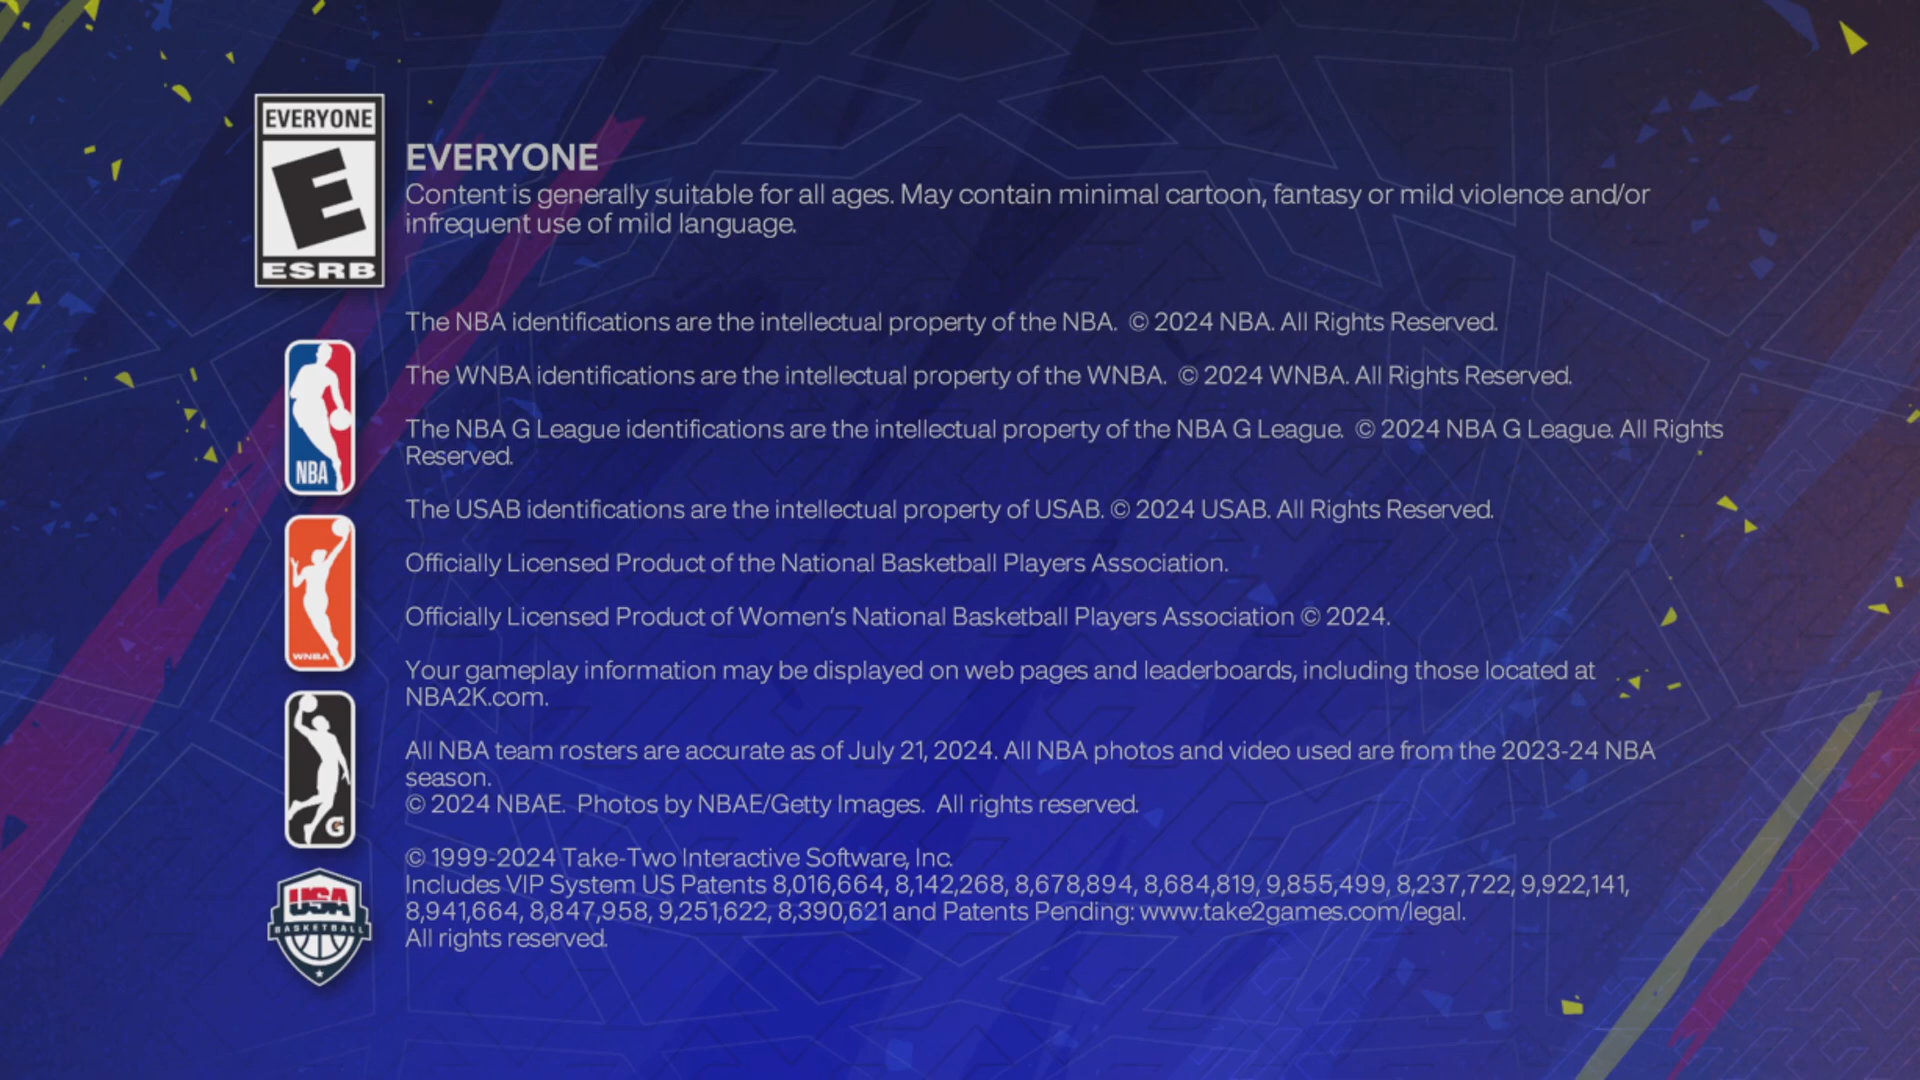 EVERYONE
E
ESRB
EVERYONE
Content is generally suitable for all ages. May contain minimal cartoon, fantasy or mild violence and/or
infrequent use of mild language.
The NBA identifications are the intellectual property of the NBA.  © 2024 NBA. All Rights Reserved.
The WNBA identifications are the intellectual property of the WNBA.  © 2024 WNBA. All Rights Reserved.
The NBA G League identifications are the intellectual property of the NBA G League.  © 2024 NBA G League. All Rights
Reserved.
NBA
The USAB identifications are the intellectual property of USAB. © 2024 USAB. All Rights Reserved.
Officially Licensed Product of the National Basketball Players Association.
Officially Licensed Product of Women’s National Basketball Players Association © 2024.
WNBA
Your gameplay information may be displayed on web pages and leaderboards, including those located at
NBA2K.com.
All NBA team rosters are accurate as of July 21, 2024. All NBA photos and video used are from the 2023-24 NBA
season.
© 2024 NBAE.  Photos by NBAE/Getty Images.  All rights reserved.
G
© 1999-2024 Take-Two Interactive Software, Inc.
Includes VIP System US Patents 8,016,664, 8,142,268, 8,678,894, 8,684,819, 9,855,499, 8,237,722, 9,922,141,
8,941,664, 8,847,958, 9,251,622, 8,390,621 and Patents Pending: www.take2games.com/legal.
All rights reserved.
USA
BASKETBALL